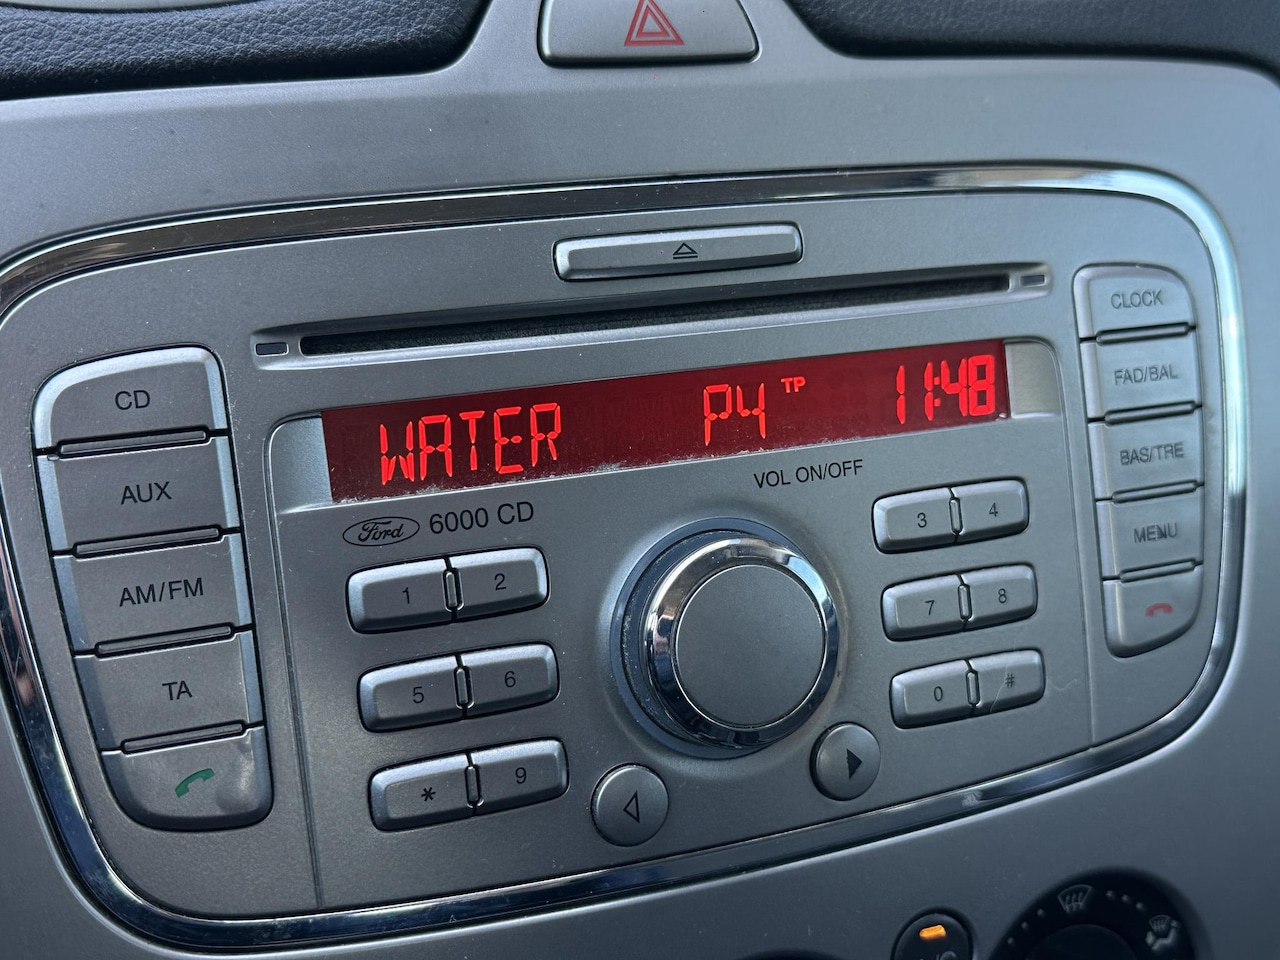 WATER P4 TP 11:48
Ford 6000 CD
VOL ON/OFF
CD
AUX
AM/FM
TA
1 2
5 6
* 9
3 4
7 8
0 #
CLOCK
FAD/BAL
BAS/TRE
MENU